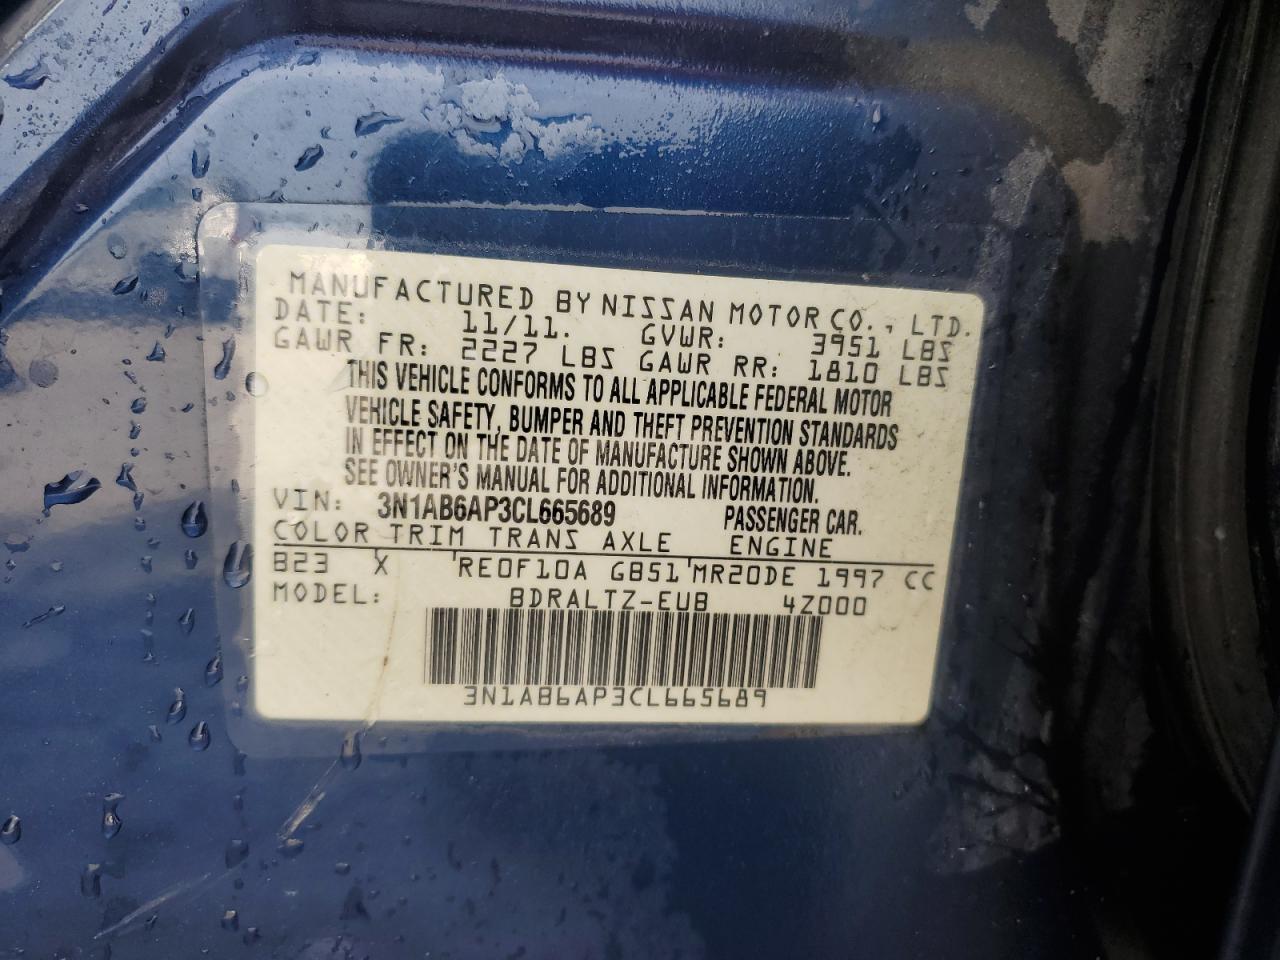 MANUFACTURED BY NISSAN MOTOR CO., LTD.
DATE: 11/11. GVWR: 3951 LBS
GAWR FR: 2227 LBS GAWR RR: 1810 LBS
THIS VEHICLE CONFORMS TO ALL APPLICABLE FEDERAL MOTOR
VEHICLE SAFETY, BUMPER AND THEFT PREVENTION STANDARDS
IN EFFECT ON THE DATE OF MANUFACTURE SHOWN ABOVE.
SEE OWNER'S MANUAL FOR ADDITIONAL INFORMATION.
VIN: 3N1AB6AP3CL665689 PASSENGER CAR.
COLOR TRIM TRANS AXLE ENGINE
B23 X RE0F10A GB51 MR20DE 1997 CC
MODEL: BDRALTZ-EUB 4Z000
3N1AB6AP3CL665689